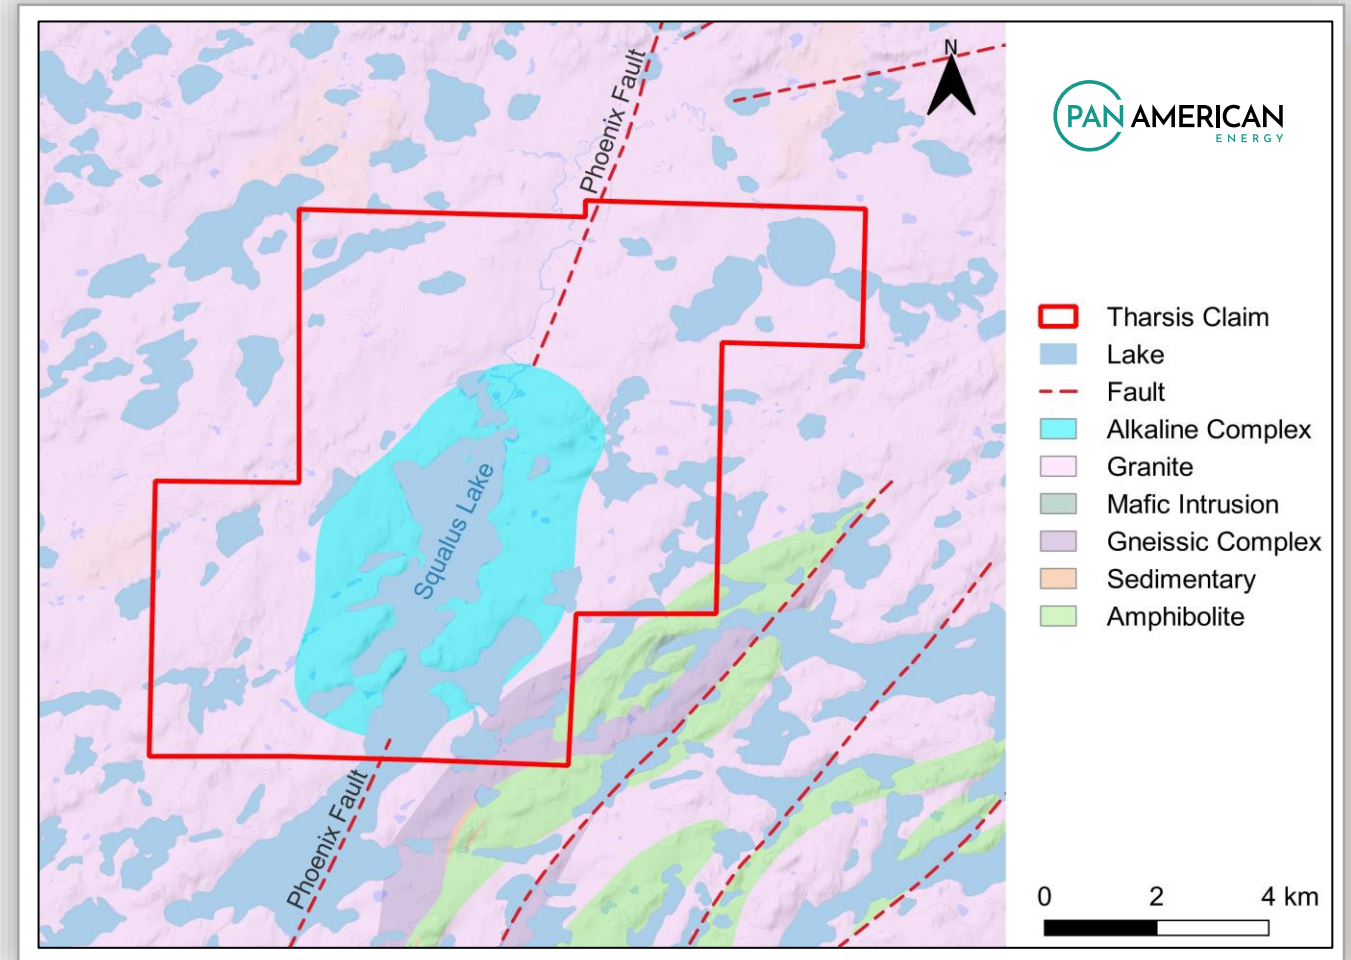 Phoenix Fault
N
PAN AMERICAN
ENERGY
Squalus Lake
Phoenix Fault
Tharsis Claim
Lake
Fault
Alkaline Complex
Granite
Mafic Intrusion
Gneissic Complex
Sedimentary
Amphibolite
0 2 4 km